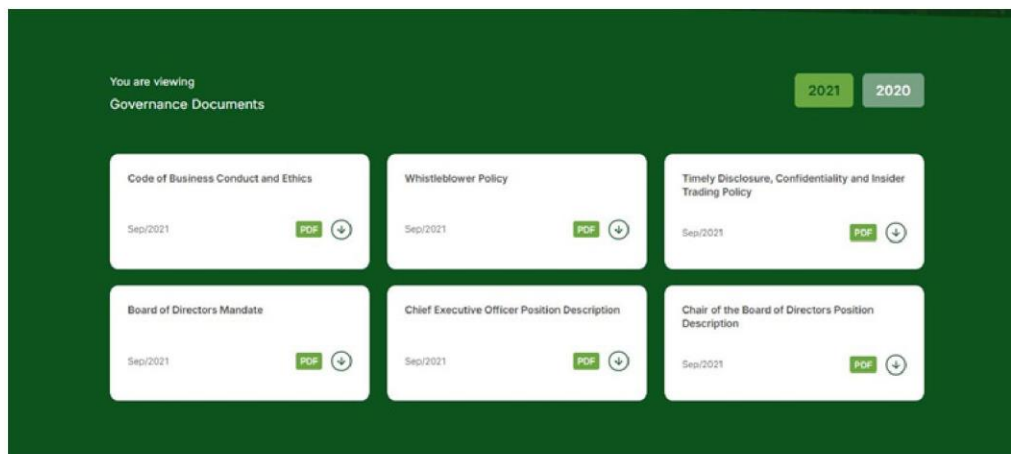 You are viewing
Governance Documents
2021
2020
Code of Business Conduct and Ethics
Sep/2021
PDF
Whistleblower Policy
Sep/2021
PDF
Timely Disclosure, Confidentiality and Insider
Trading Policy
Sep/2021
PDF
Board of Directors Mandate
Sep/2021
PDF
Chief Executive Officer Position Description
Sep/2021
PDF
Chair of the Board of Directors Position
Description
Sep/2021
PDF